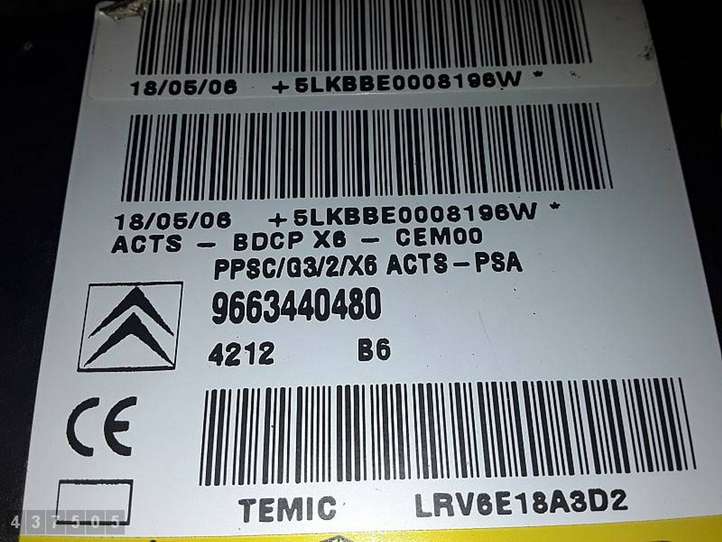 18/05/06 +5LKBBE0008196W *
18/05/06 +5LKBBE0008196W *
ACTS - BDCP X6 - CEM00
PPSC/G3/2/X6 ACTS-PSA
9663440480
4212 B6
CE
TEMIC LRV6E18A3D2
437505